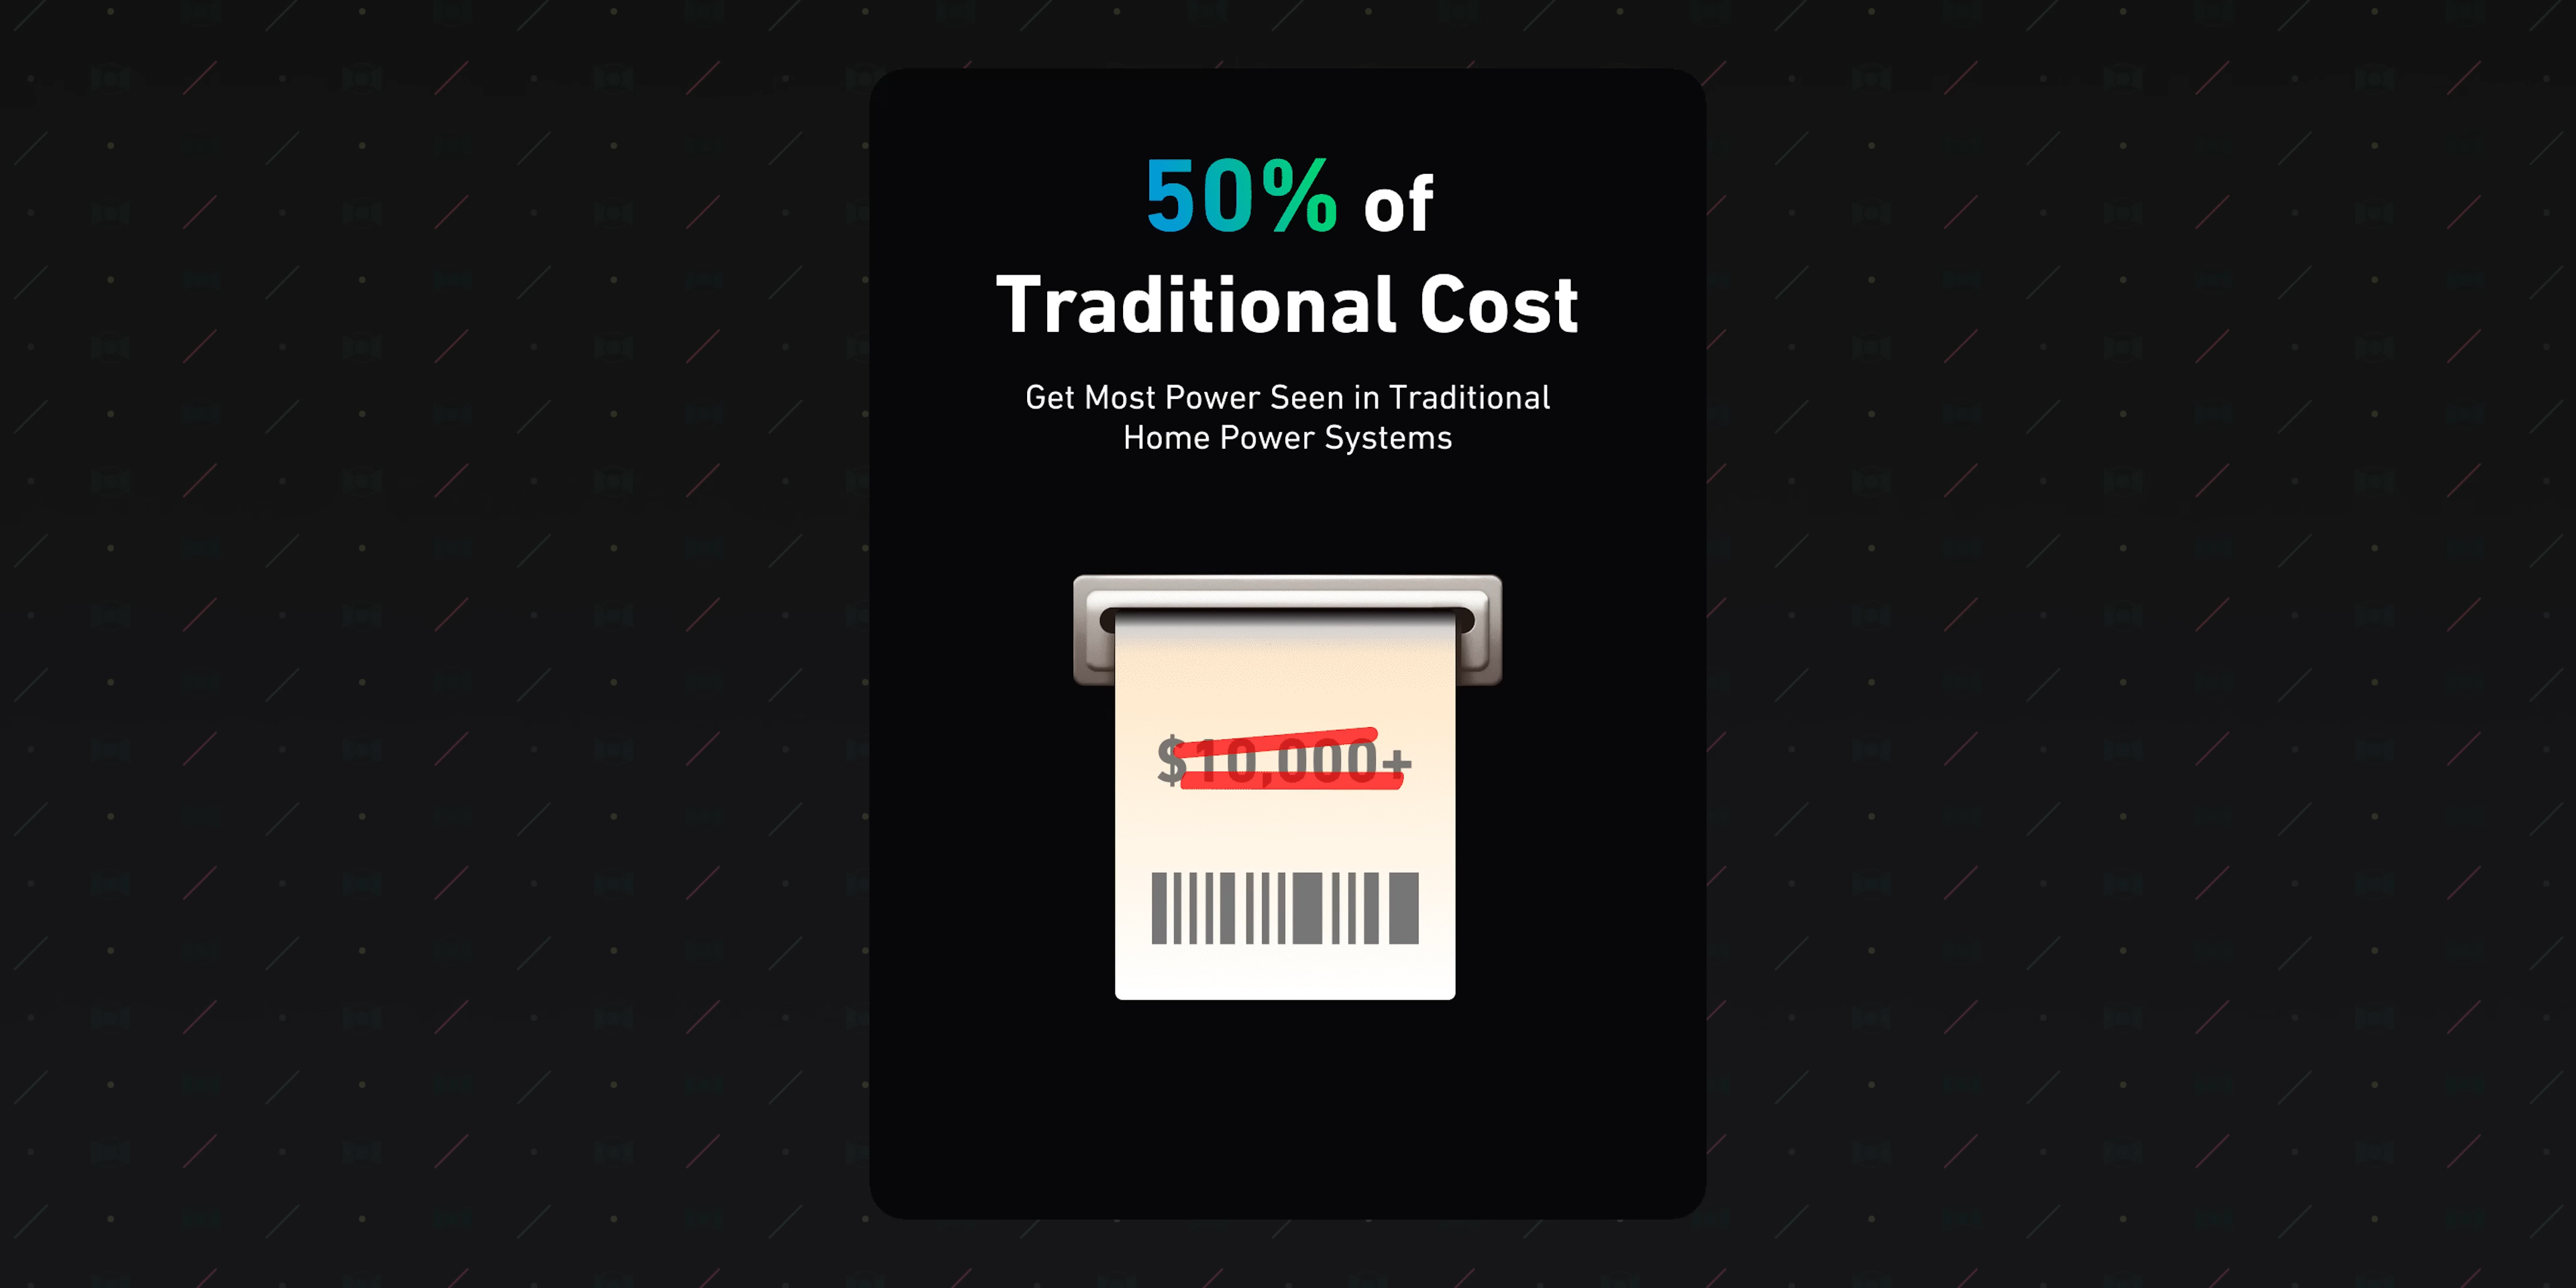 50% of
Traditional Cost
Get Most Power Seen in Traditional
Home Power Systems
$10,000+